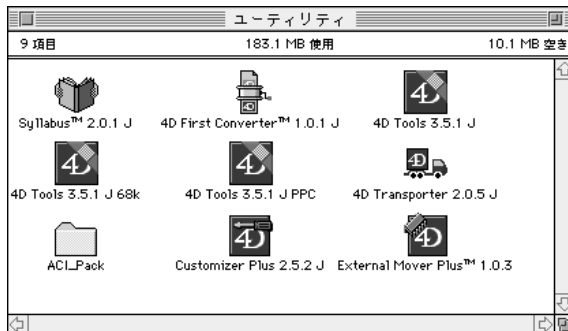 ユーティリティ
9 項目 183.1 MB 使用 10.1 MB 空き
Syllabus™ 2.0.1 J 4D First Converter™ 1.0.1 J 4D Tools 3.5.1 J
4D Tools 3.5.1 J 68k 4D Tools 3.5.1 J PPC 4D Transporter 2.0.5 J
ACI_Pack Customizer Plus 2.5.2 J External Mover Plus™ 1.0.3